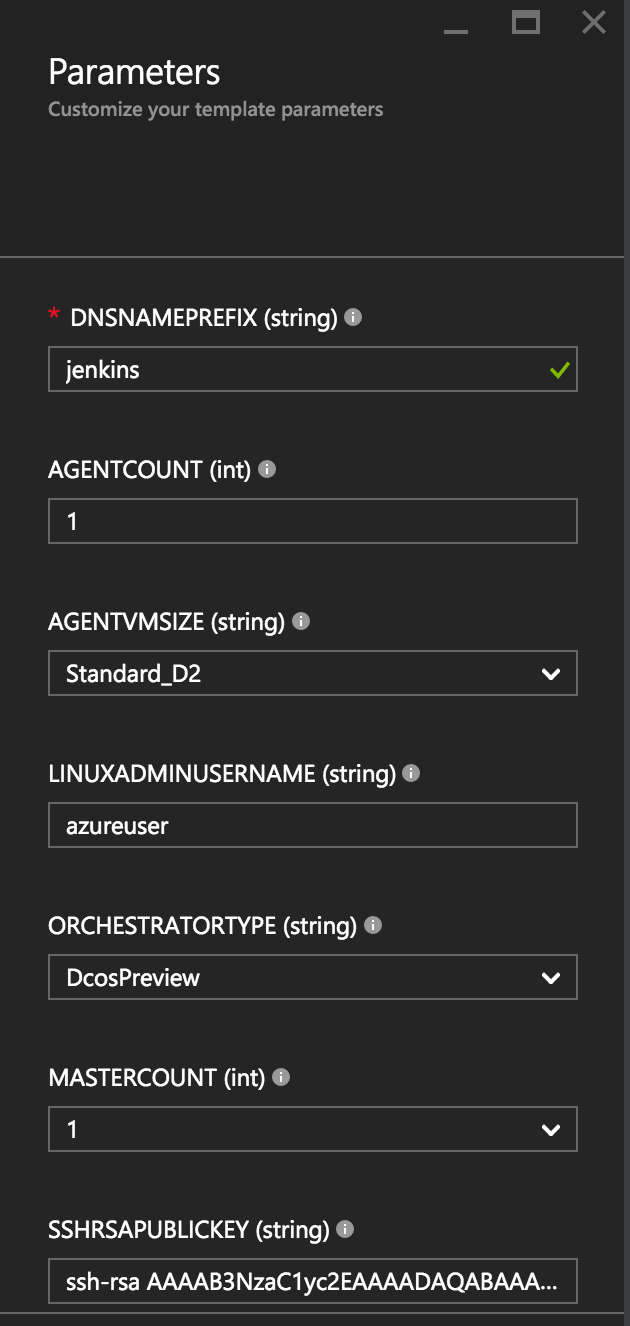 Parameters
Customize your template parameters
* DNSNAMEPREFIX (string)
jenkins
AGENTCOUNT (int)
1
AGENTVMSIZE (string)
Standard_D2
LINUXADMINUSERNAME (string)
azureuser
ORCHESTRATORTYPE (string)
DcosPreview
MASTERCOUNT (int)
1
SSHRSAPUBLICKEY (string)
ssh-rsa AAAAB3NzaC1yc2EAAAADAQABAAA...